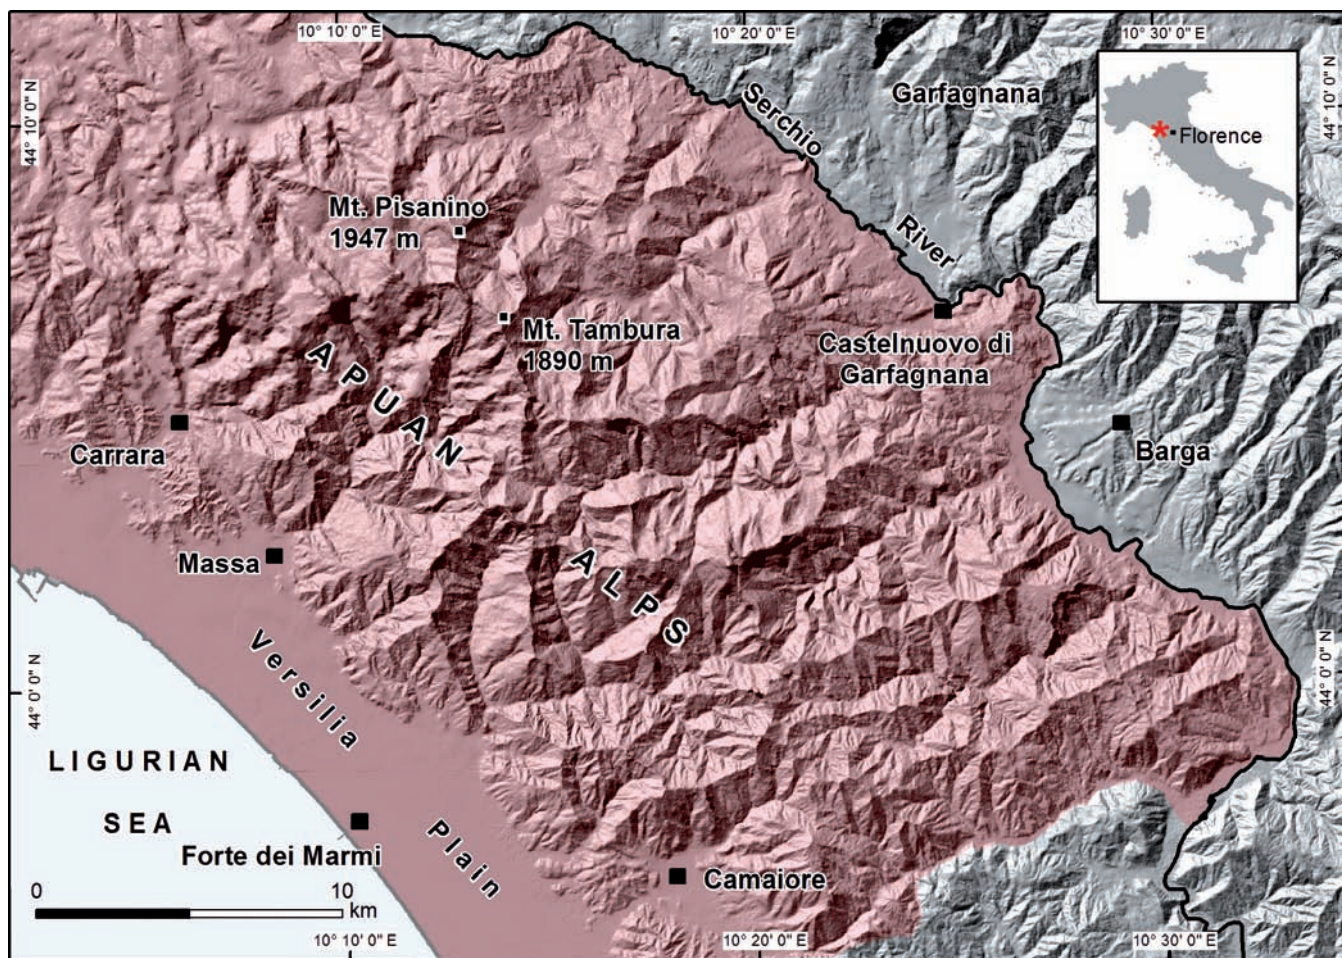 10° 10' 0" E
10° 20' 0" E
10° 30' 0" E
44° 10' 0" N
44° 10' 0" N
Garfagnana
Serchio
River
Florence
Mt. Pisanino
1947 m
Mt. Tambura
1890 m
Castelnuovo di
Garfagnana
APUAN
ALPS
Carrara
Barga
Massa
Versilia
Plain
44° 0' 0" N
44° 0' 0" N
LIGURIAN
SEA
Forte dei Marmi
Camaiore
0 10
km
10° 10' 0" E
10° 20' 0" E
10° 30' 0" E